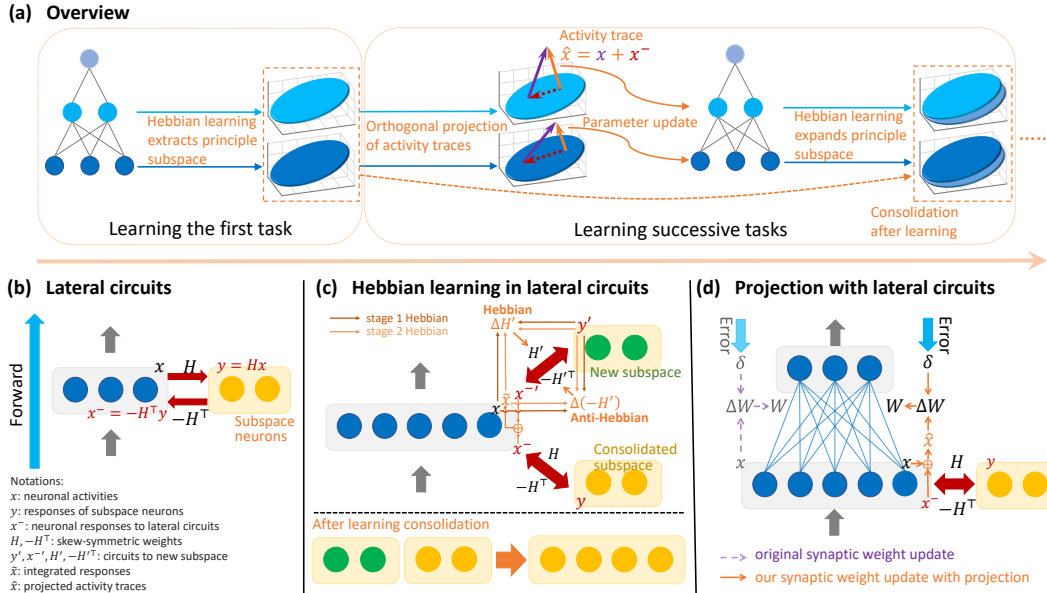 (a) Overview
Activity trace
x̂ = x + x⁻
Hebbian learning
extracts principle
subspace
Orthogonal projection
of activity traces
Parameter update
Hebbian learning
expands principle
subspace
......
Learning the first task
Learning successive tasks
Consolidation
after learning
(b) Lateral circuits
Forward
x
H
y = Hx
x⁻ = −H⊤y
−H⊤
Subspace
neurons
Notations:
x: neuronal activities
y: responses of subspace neurons
x⁻: neuronal responses to lateral circuits
H, −H⊤: skew-symmetric weights
y′, x⁻′, H′, −H′⊤: circuits to new subspace
x̃: integrated responses
x̂: projected activity traces
(c) Hebbian learning in lateral circuits
stage 1 Hebbian
stage 2 Hebbian
Hebbian
ΔH′
y′
H′
−H′⊤
New subspace
x⁻′
x
x̃
Δ(−H′)
Anti-Hebbian
x⁻
H
−H⊤
Consolidated
subspace
y
After learning consolidation
(d) Projection with lateral circuits
Error
Error
δ
δ
ΔW
W
W
ΔW
x̂
x
x
H
y
x⁻
−H⊤
original synaptic weight update
our synaptic weight update with projection